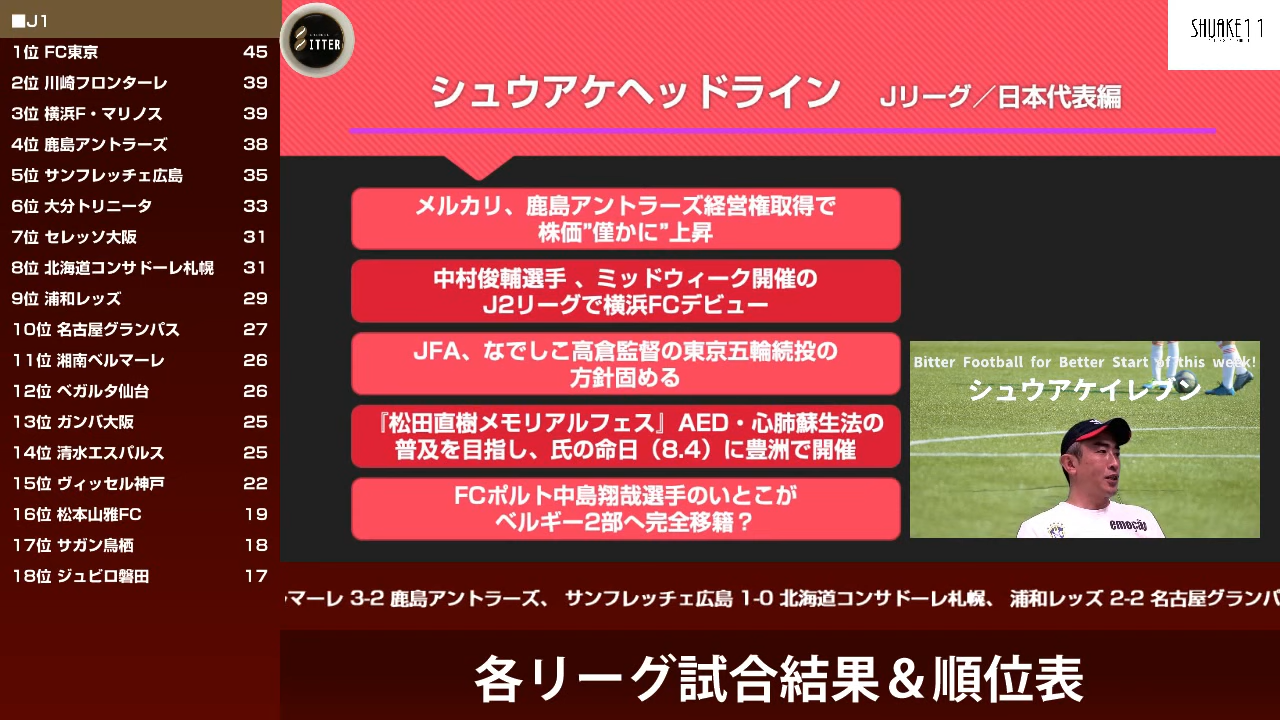 ■J1
1位 FC東京 45
2位 川崎フロンターレ 39
3位 横浜F・マリノス 39
4位 鹿島アントラーズ 38
5位 サンフレッチェ広島 35
6位 大分トリニータ 33
7位 セレッソ大阪 31
8位 北海道コンサドーレ札幌 31
9位 浦和レッズ 29
10位 名古屋グランパス 27
11位 湘南ベルマーレ 26
12位 ベガルタ仙台 26
13位 ガンバ大阪 25
14位 清水エスパルス 25
15位 ヴィッセル神戸 22
16位 松本山雅FC 19
17位 サガン鳥栖 18
18位 ジュビロ磐田 17
BITTER
SHUAKE11
シュウアケヘッドライン Jリーグ／日本代表編
メルカリ、鹿島アントラーズ経営権取得で
株価”僅かに”上昇
中村俊輔選手 、ミッドウィーク開催の
J2リーグで横浜FCデビュー
JFA、なでしこ高倉監督の東京五輪続投の
方針固める
『松田直樹メモリアルフェス』AED・心肺蘇生法の
普及を目指し、氏の命日（8.4）に豊洲で開催
FCポルト中島翔哉選手のいとこが
ベルギー2部へ完全移籍？
Bitter Football for Better Start of this week!
シュウアケイレブン
emoção
マーレ 3-2 鹿島アントラーズ、 サンフレッチェ広島 1-0 北海道コンサドーレ札幌、 浦和レッズ 2-2 名古屋グランパ
各リーグ試合結果＆順位表